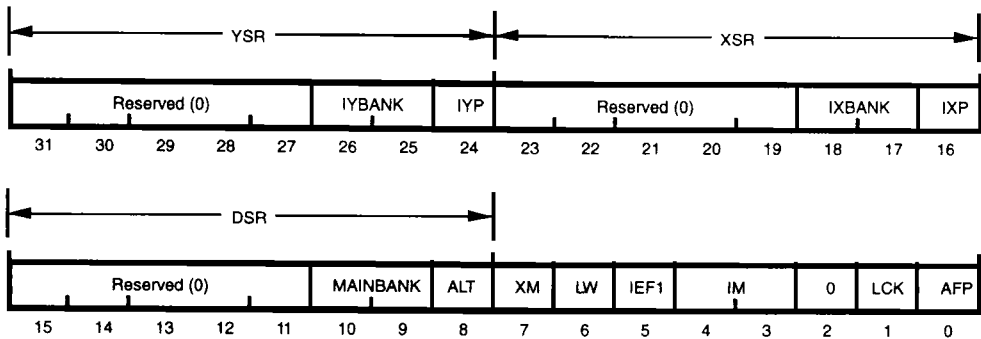 YSR XSR
Reserved (0) IYBANK IYP Reserved (0) IXBANK IXP
31 30 29 28 27 26 25 24 23 22 21 20 19 18 17 16
DSR
Reserved (0) MAINBANK ALT XM LW IEF1 IM 0 LCK AFP
15 14 13 12 11 10 9 8 7 6 5 4 3 2 1 0